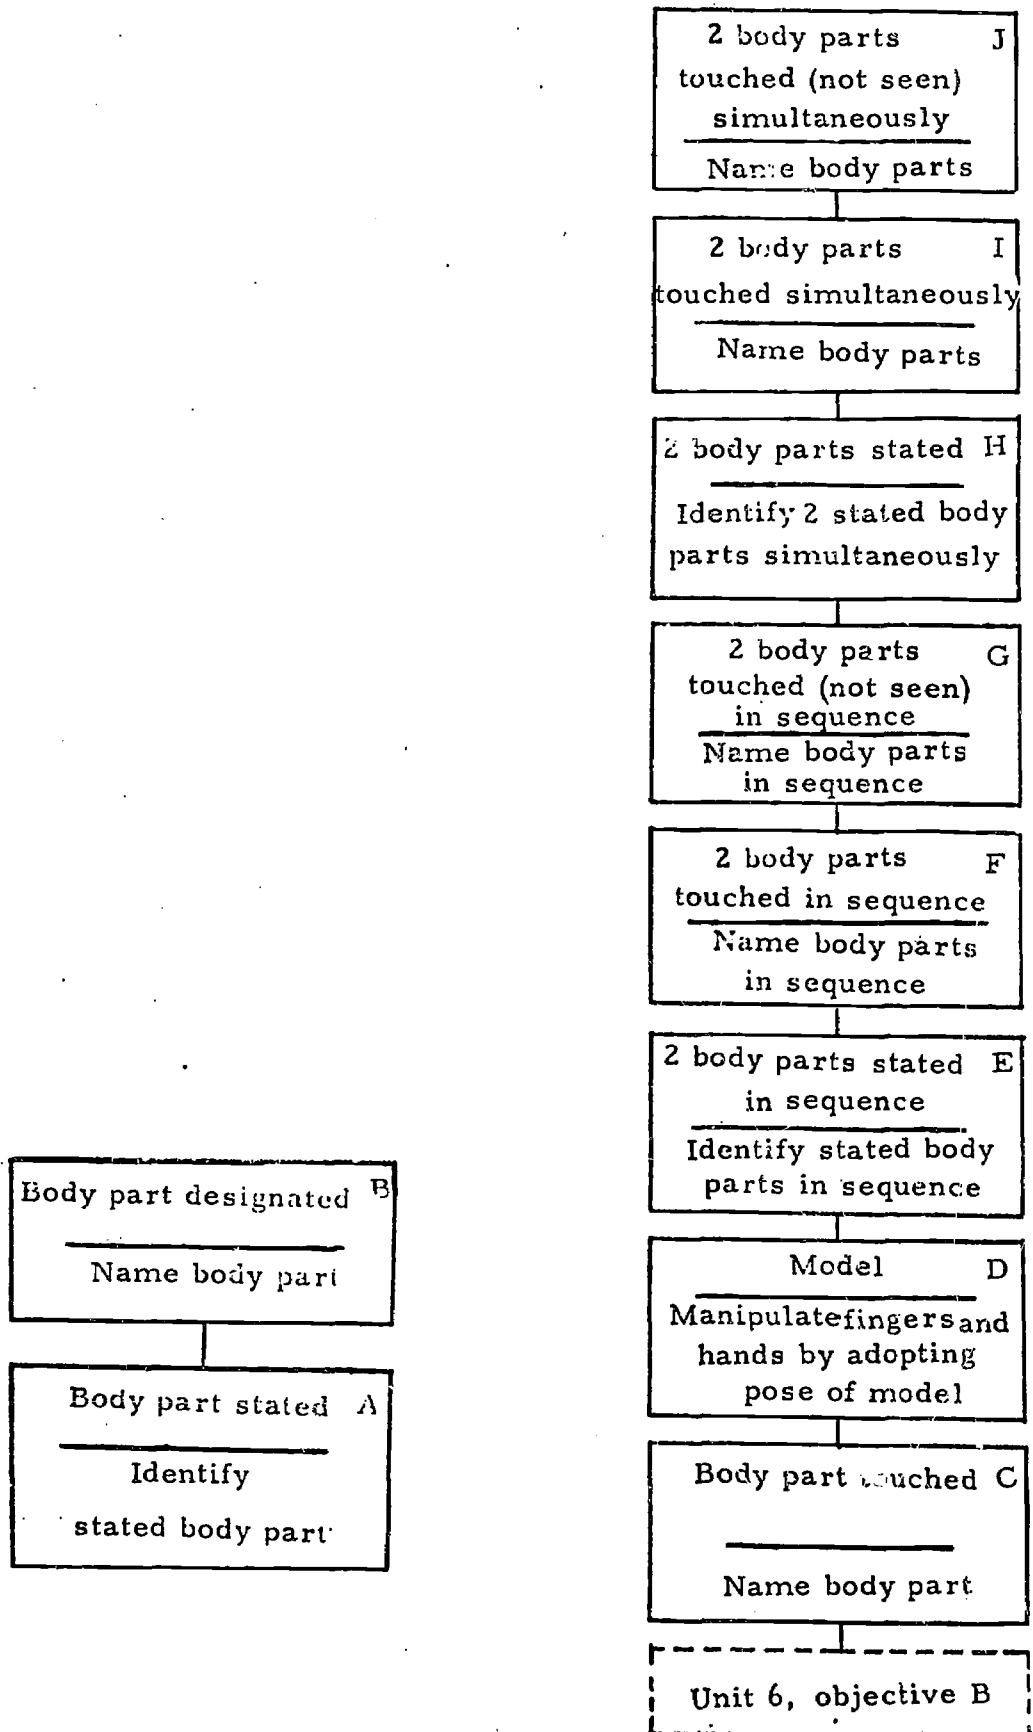 2 body parts J
touched (not seen)
simultaneously
Name body parts
2 body parts I
touched simultaneously
Name body parts
2 body parts stated H
Identify 2 stated body
parts simultaneously
2 body parts G
touched (not seen)
in sequence
Name body parts
in sequence
2 body parts F
touched in sequence
Name body parts
in sequence
2 body parts stated E
in sequence
Identify stated body
parts in sequence
Model D
Manipulate fingers and
hands by adopting
pose of model
Body part touched C
Name body part
Unit 6, objective B
Body part designated B
Name body part
Body part stated A
Identify
stated body part